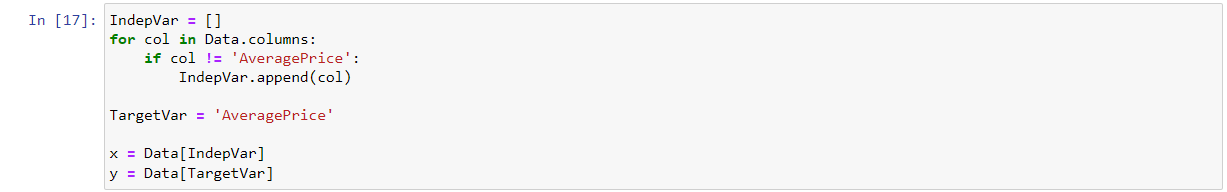 In [17]: IndepVar = []
for col in Data.columns:
    if col != 'AveragePrice':
        IndepVar.append(col)
TargetVar = 'AveragePrice'
x = Data[IndepVar]
y = Data[TargetVar]